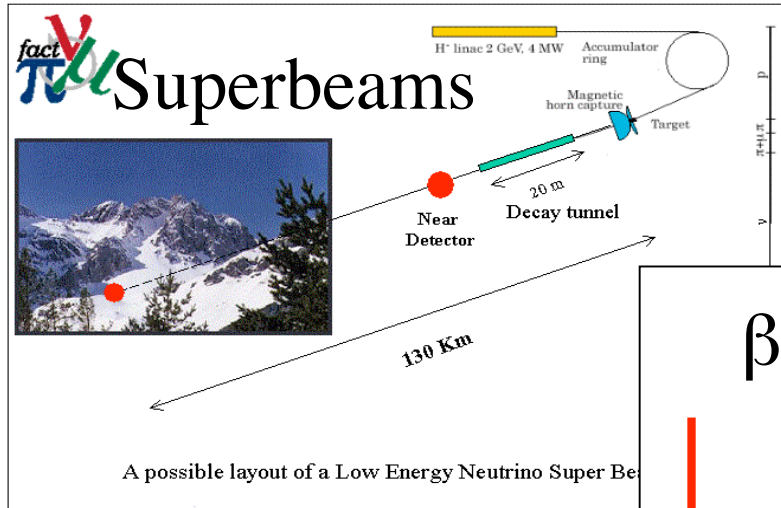 fact
πνμ
Superbeams
H⁻ linac 2 GeV, 4 MW
Accumulator
ring
p
Magnetic
horn capture
Target
π+
20 m
Decay tunnel
Near
Detector
ν
130 Km
β
A possible layout of a Low Energy Neutrino Super